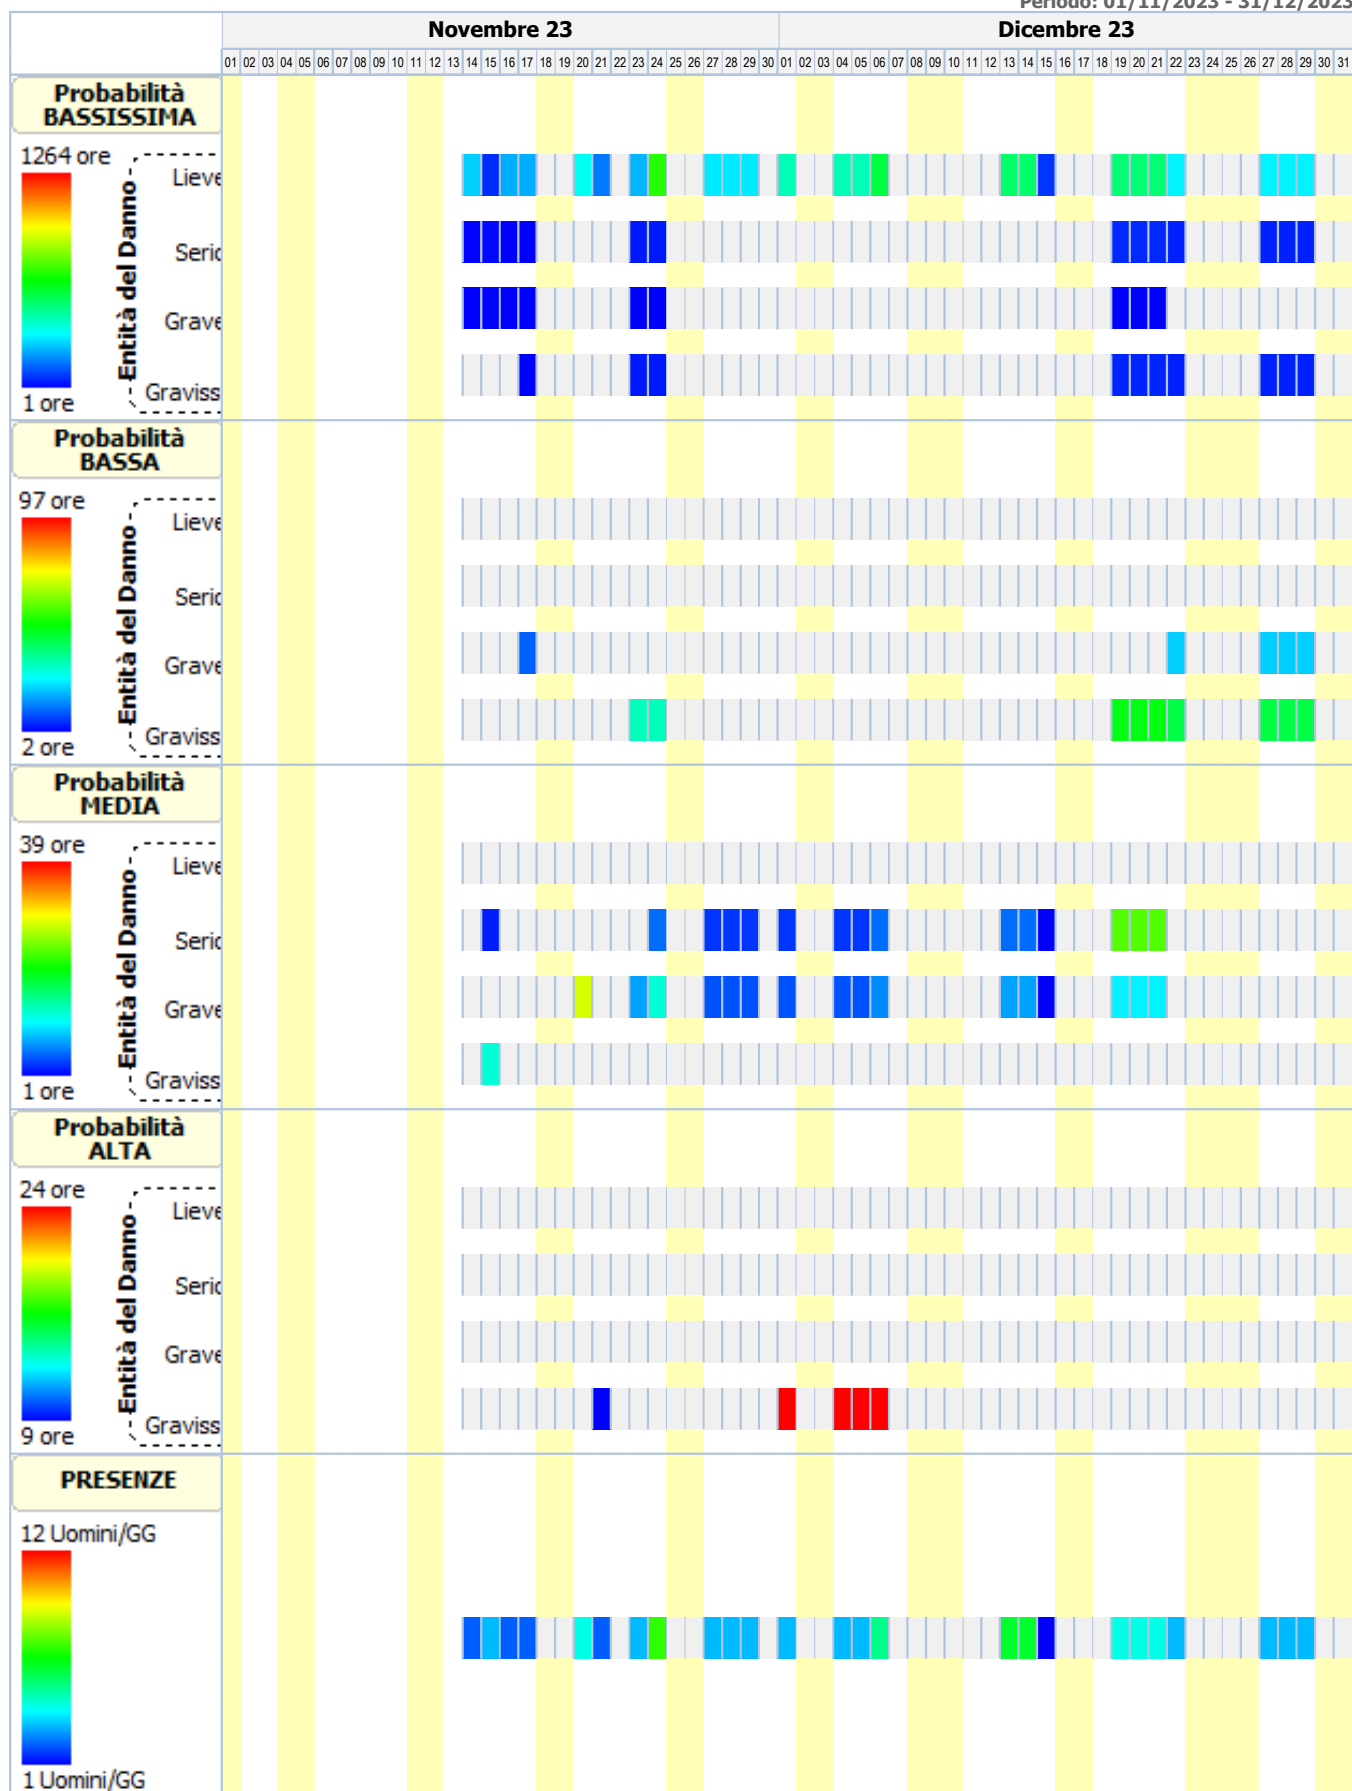 Periodo: 01/11/2023 - 31/12/2023
Novembre 23 Dicembre 23
01 02 03 04 05 06 07 08 09 10 11 12 13 14 15 16 17 18 19 20 21 22 23 24 25 26 27 28 29 30 01 02 03 04 05 06 07 08 09 10 11 12 13 14 15 16 17 18 19 20 21 22 23 24 25 26 27 28 29 30 31
Probabilità
BASSISSIMA
1264 ore
Entità del Danno
Lieve
Serio
Grave
Graviss
1 ore
Probabilità
BASSA
97 ore
Entità del Danno
Lieve
Serio
Grave
Graviss
2 ore
Probabilità
MEDIA
39 ore
Entità del Danno
Lieve
Serio
Grave
Graviss
1 ore
Probabilità
ALTA
24 ore
Entità del Danno
Lieve
Serio
Grave
Graviss
9 ore
PRESENZE
12 Uomini/GG
1 Uomini/GG